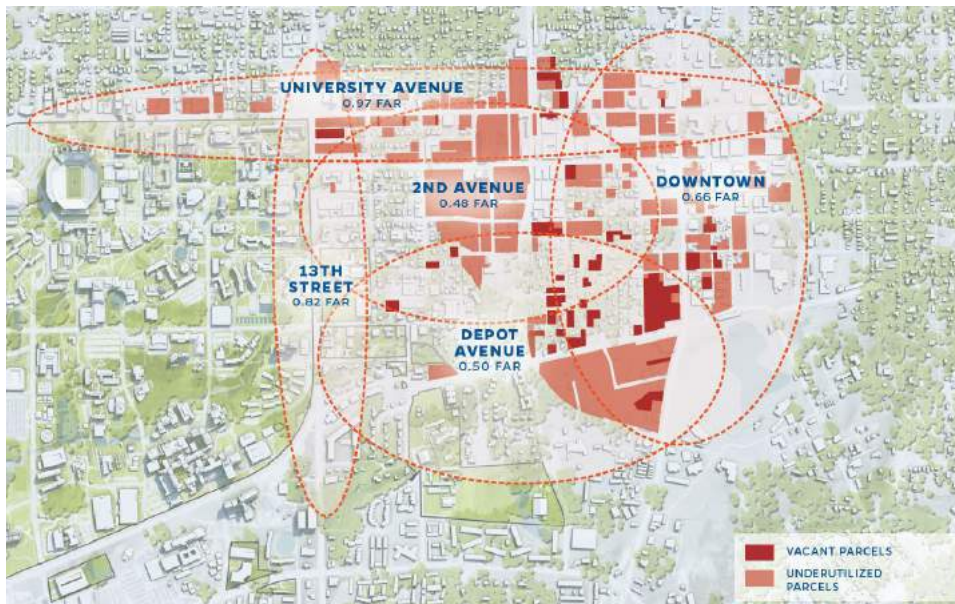 UNIVERSITY AVENUE
0.97 FAR
2ND AVENUE
0.48 FAR
DOWNTOWN
0.66 FAR
13TH
STREET
0.82 FAR
DEPOT
AVENUE
0.50 FAR
VACANT PARCELS
UNDERUTILIZED
PARCELS